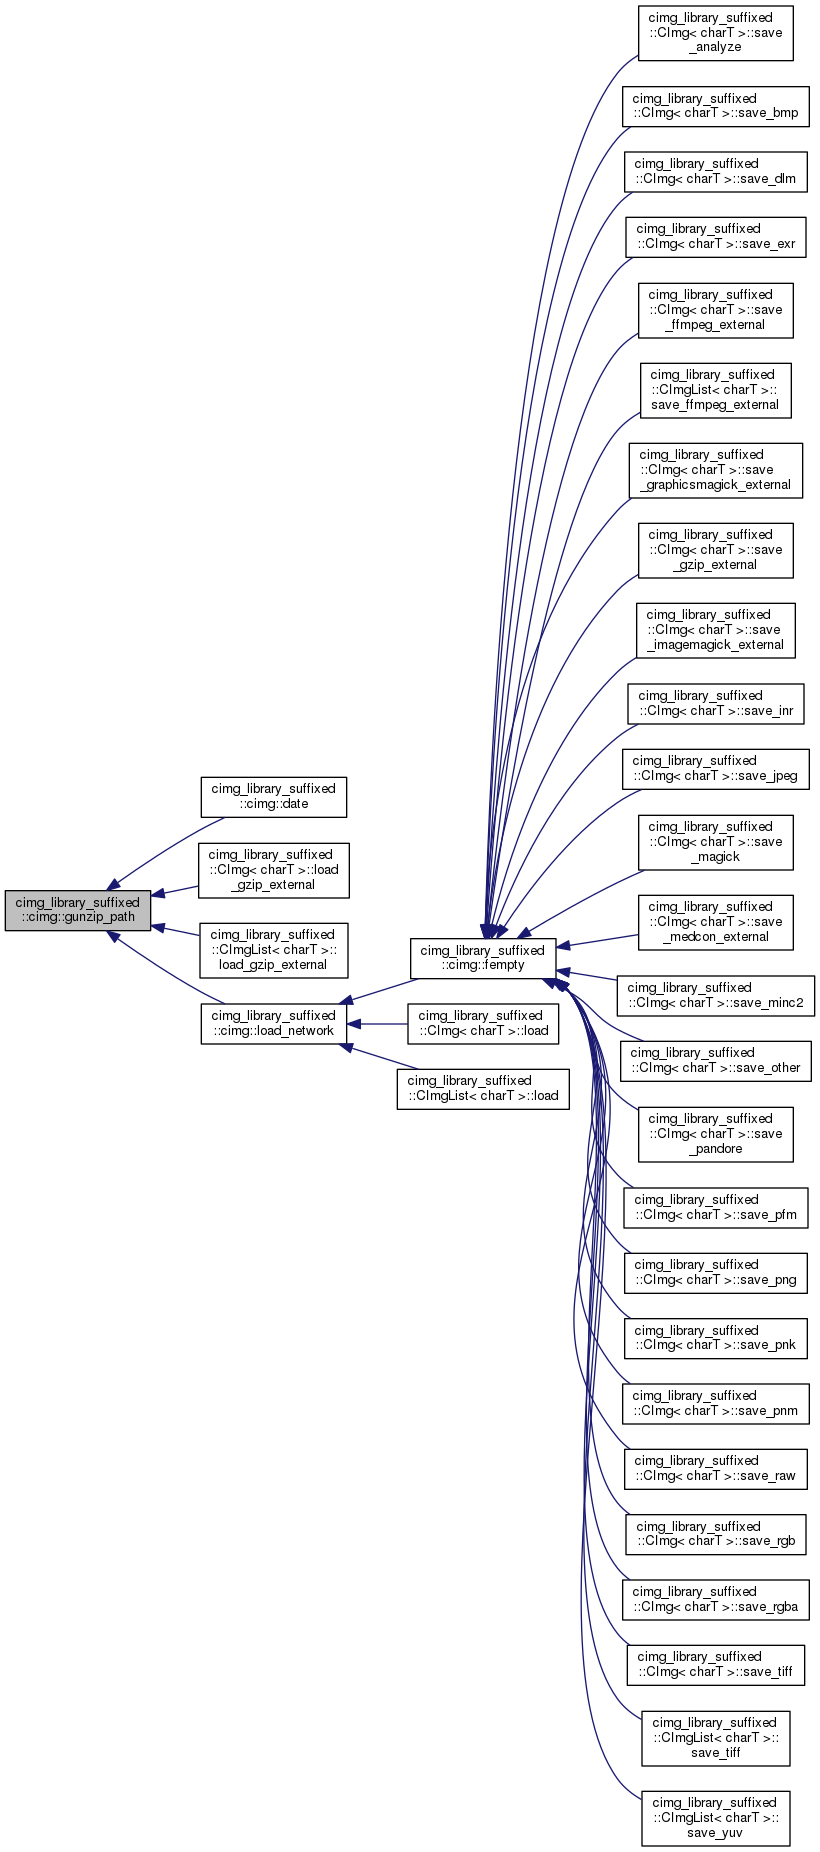 cimg_library_suffixed
::cimg::gunzip_path
cimg_library_suffixed
::cimg::date
cimg_library_suffixed
::CImg< charT >::load
_gzip_external
cimg_library_suffixed
::CImgList< charT >::
load_gzip_external
cimg_library_suffixed
::cimg::load_network
cimg_library_suffixed
::cimg::fempty
cimg_library_suffixed
::CImg< charT >::load
cimg_library_suffixed
::CImgList< charT >::load
cimg_library_suffixed
::CImg< charT >::save
_analyze
cimg_library_suffixed
::CImg< charT >::save_bmp
cimg_library_suffixed
::CImg< charT >::save_dlm
cimg_library_suffixed
::CImg< charT >::save_exr
cimg_library_suffixed
::CImg< charT >::save
_ffmpeg_external
cimg_library_suffixed
::CImgList< charT >::
save_ffmpeg_external
cimg_library_suffixed
::CImg< charT >::save
_graphicsmagick_external
cimg_library_suffixed
::CImg< charT >::save
_gzip_external
cimg_library_suffixed
::CImg< charT >::save
_imagemagick_external
cimg_library_suffixed
::CImg< charT >::save_inr
cimg_library_suffixed
::CImg< charT >::save_jpeg
cimg_library_suffixed
::CImg< charT >::save
_magick
cimg_library_suffixed
::CImg< charT >::save
_medcon_external
cimg_library_suffixed
::CImg< charT >::save_minc2
cimg_library_suffixed
::CImg< charT >::save_other
cimg_library_suffixed
::CImg< charT >::save
_pandore
cimg_library_suffixed
::CImg< charT >::save_pfm
cimg_library_suffixed
::CImg< charT >::save_png
cimg_library_suffixed
::CImg< charT >::save_pnk
cimg_library_suffixed
::CImg< charT >::save_pnm
cimg_library_suffixed
::CImg< charT >::save_raw
cimg_library_suffixed
::CImg< charT >::save_rgb
cimg_library_suffixed
::CImg< charT >::save_rgba
cimg_library_suffixed
::CImg< charT >::save_tiff
cimg_library_suffixed
::CImgList< charT >::
save_tiff
cimg_library_suffixed
::CImgList< charT >::
save_yuv